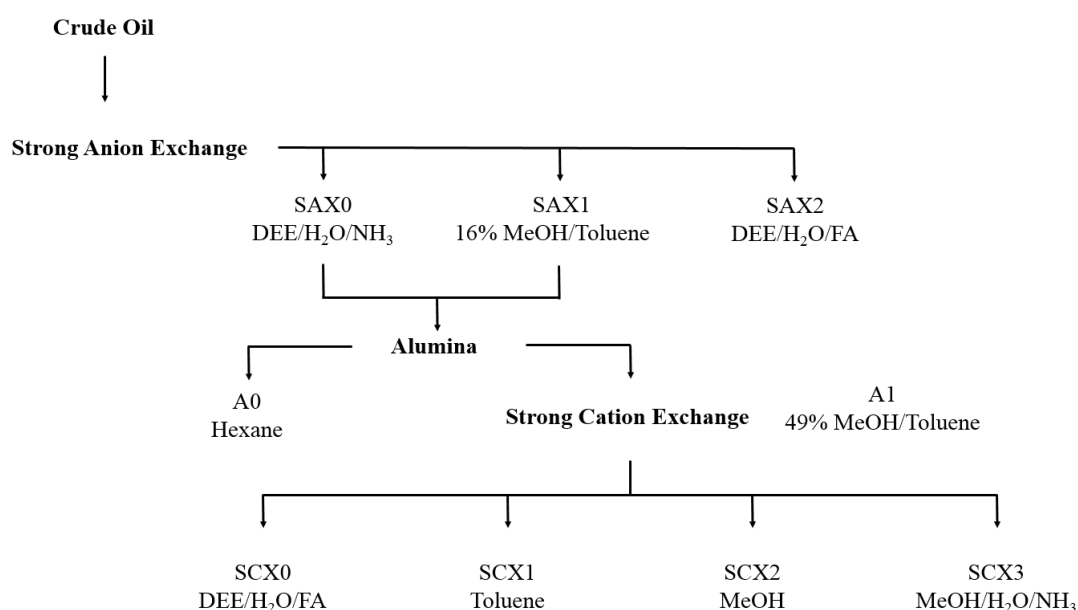 Crude Oil
Strong Anion Exchange
SAX0
DEE/H₂O/NH₃
SAX1
16% MeOH/Toluene
SAX2
DEE/H₂O/FA
Alumina
A0
Hexane
Strong Cation Exchange
A1
49% MeOH/Toluene
SCX0
DEE/H₂O/FA
SCX1
Toluene
SCX2
MeOH
SCX3
MeOH/H₂O/NH₃